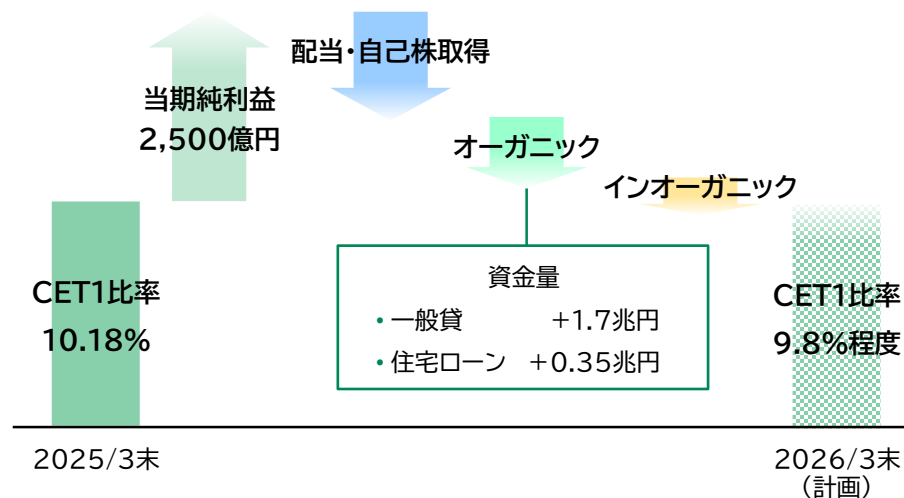 配当・自己株取得
当期純利益
2,500億円
オーガニック
インオーガニック
資金量
・一般貸 +1.7兆円
・住宅ローン +0.35兆円
CET1比率
10.18%
CET1比率
9.8%程度
2025/3末
2026/3末
(計画)